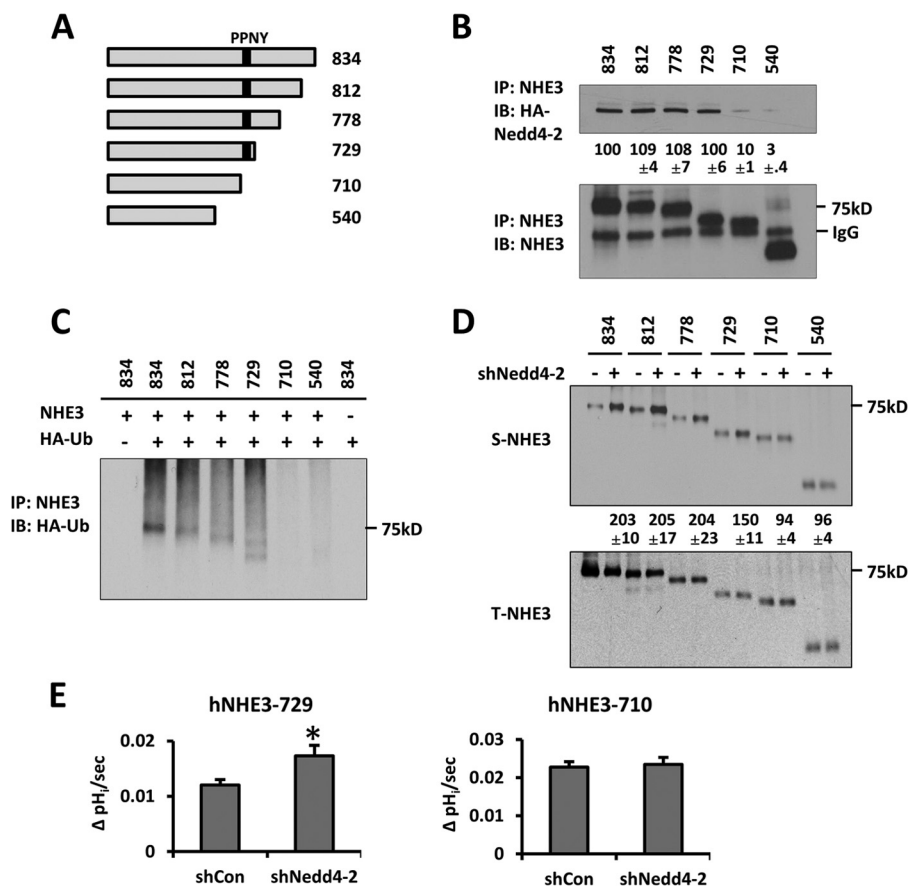 A
PPNY
834
812
778
729
710
540
B
834 812 778 729 710 540
IP: NHE3
IB: HA-
Nedd4-2
100 109 108 100 10 3
±4 ±7 ±6 ±1 ±.4
IP: NHE3
IB: NHE3
75kD
IgG
C
834 834 812 778 729 710 540 834
NHE3 + + + + + + + -
HA-Ub - + + + + + + +
IP: NHE3
IB: HA-Ub
75kD
D
834 812 778 729 710 540
shNedd4-2 - + - + - + - + - + - +
S-NHE3
75kD
203 205 204 150 94 96
±10 ±17 ±23 ±11 ±4 ±4
T-NHE3
75kD
E
hNHE3-729
Δ pHi/sec
0.02
0.01
0
*
shCon shNedd4-2
hNHE3-710
Δ pHi/sec
0.03
0.02
0.01
0
shCon shNedd4-2